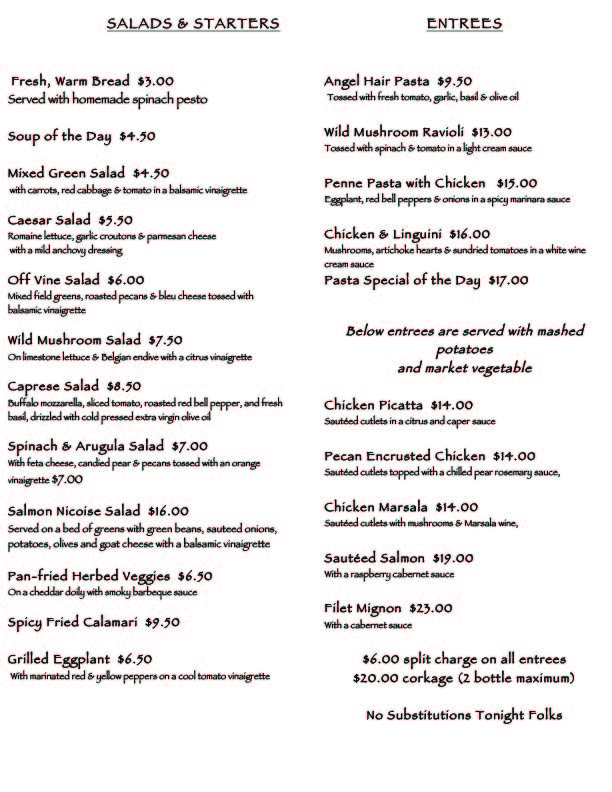 SALADS & STARTERS
Fresh, Warm Bread $3.00
Served with homemade spinach pesto
Soup of the Day $4.50
Mixed Green Salad $4.50
with carrots, red cabbage & tomato in a balsamic vinaigrette
Caesar Salad $5.50
Romaine lettuce, garlic croutons & parmesan cheese
with a mild anchovy dressing
Off Vine Salad $6.00
Mixed field greens, roasted pecans & bleu cheese tossed with
balsamic vinaigrette
Wild Mushroom Salad $7.50
On limestone lettuce & Belgian endive with a citrus vinaigrette
Caprese Salad $8.50
Buffalo mozzarella, sliced tomato, roasted red bell pepper, and fresh
basil, drizzled with cold pressed extra virgin olive oil
Spinach & Arugula Salad $7.00
With feta cheese, candied pear & pecans tossed with an orange
vinaigrette $7.00
Salmon Nicoise Salad $16.00
Served on a bed of greens with green beans, sauteed onions,
potatoes, olives and goat cheese with a balsamic vinaigrette
Pan-fried Herbed Veggies $6.50
On a cheddar doily with smoky barbeque sauce
Spicy Fried Calamari $9.50
Grilled Eggplant $6.50
With marinated red & yellow peppers on a cool tomato vinaigrette
ENTREES
Angel Hair Pasta $9.50
Tossed with fresh tomato, garlic, basil & olive oil
Wild Mushroom Ravioli $13.00
Tossed with spinach & tomato in a light cream sauce
Penne Pasta with Chicken $15.00
Eggplant, red bell peppers & onions in a spicy marinara sauce
Chicken & Linguini $16.00
Mushrooms, artichoke hearts & sundried tomatoes in a white wine
cream sauce
Pasta Special of the Day $17.00
Below entrees are served with mashed
potatoes
and market vegetable
Chicken Picatta $14.00
Sautéed cutlets in a citrus and caper sauce
Pecan Encrusted Chicken $14.00
Sautéed cutlets topped with a chilled pear rosemary sauce,
Chicken Marsala $14.00
Sautéed cutlets with mushrooms & Marsala wine,
Sautéed Salmon $19.00
With a raspberry cabernet sauce
Filet Mignon $23.00
With a cabernet sauce
$6.00 split charge on all entrees
$20.00 corkage (2 bottle maximum)
No Substitutions Tonight Folks